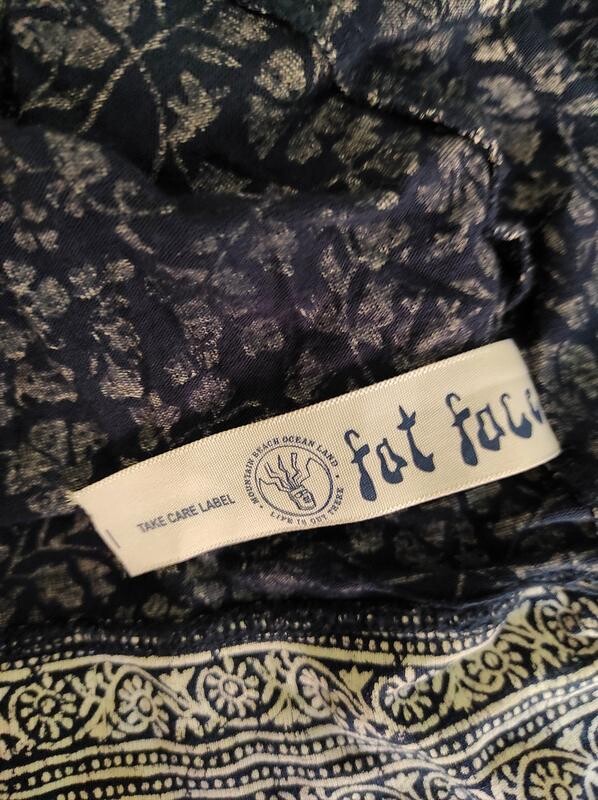 TAKE CARE LABEL
MOUNTAIN BEACH OCEAN LAND
LIFE IS OUT THERE
fat face